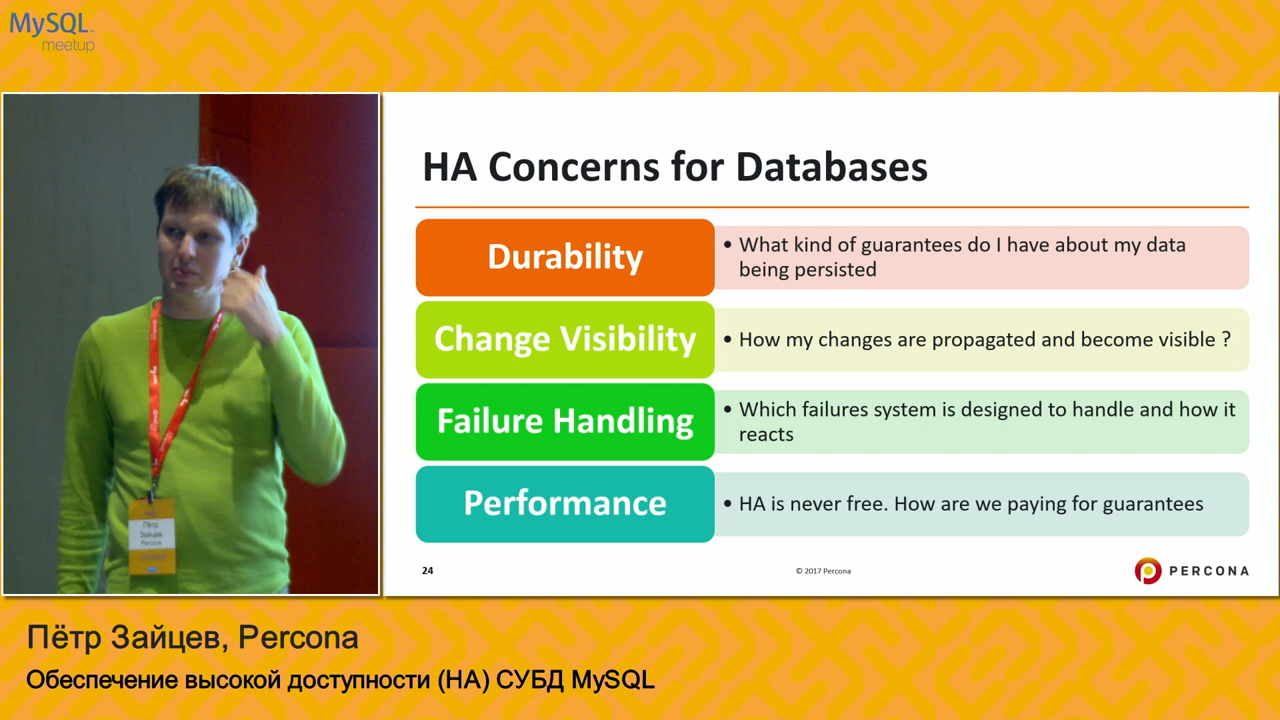 MySQL
meetup
HA Concerns for Databases
Durability
• What kind of guarantees do I have about my data
being persisted
Change Visibility
• How my changes are propagated and become visible ?
Failure Handling
• Which failures system is designed to handle and how it
reacts
Performance
• HA is never free. How are we paying for guarantees
24
© 2017 Percona
PERCONA
Пётр
Зайцев
Percona
Пётр Зайцев, Percona
Обеспечение высокой доступности (HA) СУБД MySQL